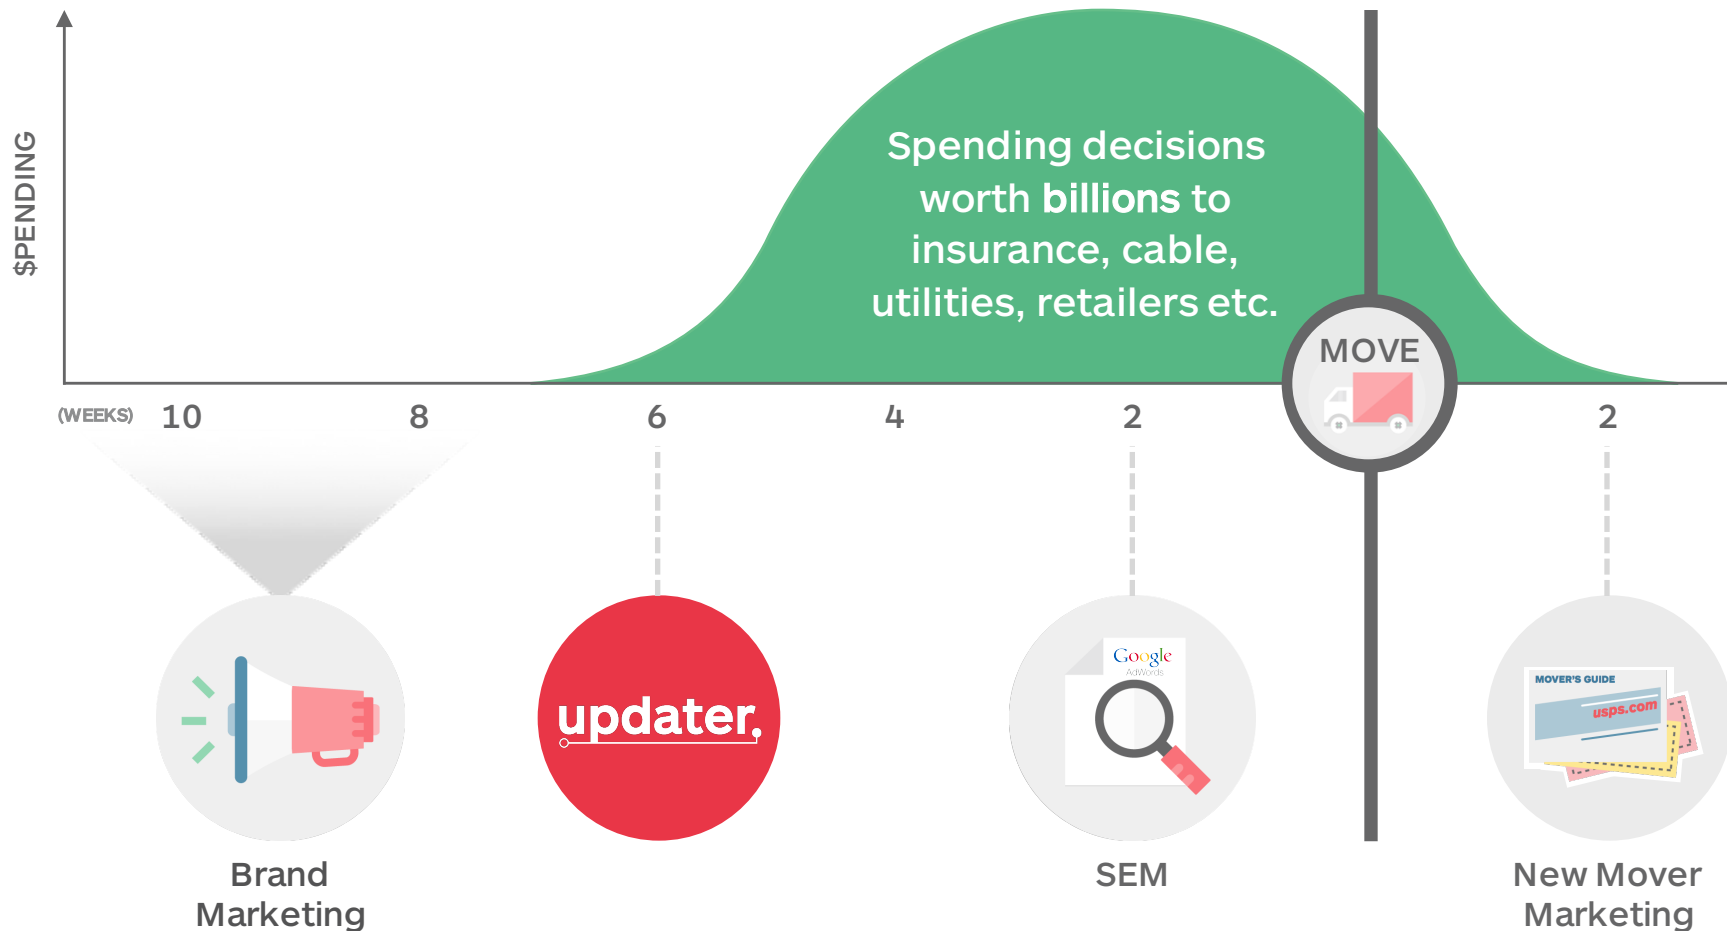 $PENDING
Spending decisions
worth billions to
insurance, cable,
utilities, retailers etc.
MOVE
(WEEKS) 10 8 6 4 2 2
updater.
Google
AdWords
MOVER'S GUIDE
usps.com
Brand
Marketing
SEM
New Mover
Marketing